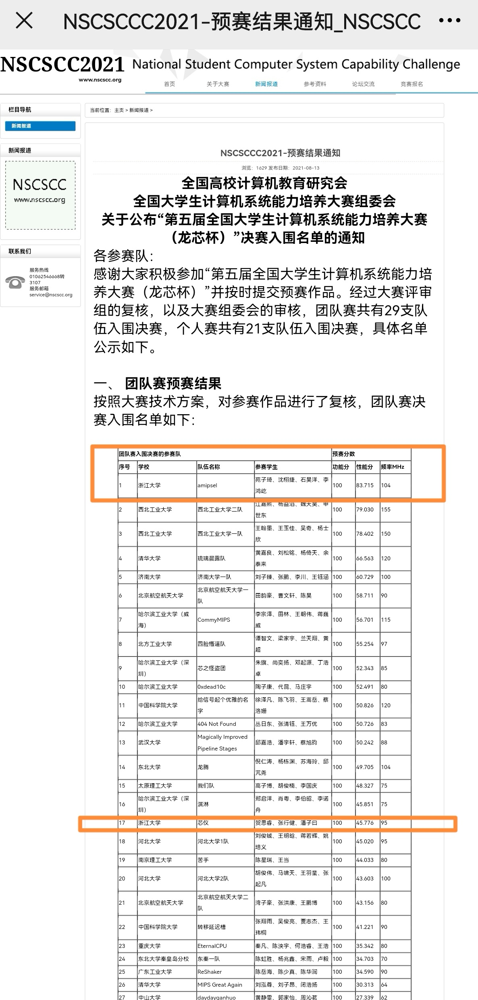 NSCSCCC2021-预赛结果通知_NSCSCC
NSCSCC2021 National Student Computer System Capability Challenge
www.nscscc.org
首页 关于大赛 新闻报道 参考资料 论坛交流 竞赛报名
栏目导航
新闻报道
新闻报道
NSCSCC
www.nscscc.org
联系我们
服务热线
01062546668转
3107
服务邮箱
service@nscscc.org
当前位置：主页 > 新闻报道 >
NSCSCCC2021-预赛结果通知
浏览：1629 发布日期：2021-08-13
全国高校计算机教育研究会
全国大学生计算机系统能力培养大赛组委会
关于公布“第五届全国大学生计算机系统能力培养大赛
（龙芯杯）”决赛入围名单的通知
各参赛队：
感谢大家积极参加“第五届全国大学生计算机系统能力培
养大赛（龙芯杯）”并按时提交预赛作品。经过大赛评审
组的复核，以及大赛组委会的审核，团队赛共有29支队
伍入围决赛，个人赛共有21支队伍入围决赛，具体名单
公示如下。
一、 团队赛预赛结果
按照大赛技术方案，对参赛作品进行了复核，团队赛决
赛入围名单如下：
团队赛入围决赛的参赛队 预赛分数
序号 学校 队伍名称 参赛学生 功能分 性能分 频率MHz
1 浙江大学 amipsel 苑子琦、沈栩捷、石昊洋、李
鸿屹 100 83.715 104
2 西北工业大学 西北工业大学二队 江嘉熙、杨益滔、魏天昊、申
世东 100 79.030 155
3 西北工业大学 西北工业大学一队 王翰墨、王玉佳、吴奇、杨士
欣 100 78.402 150
4 清华大学 琉璃晨露队 黄嘉良、刘松铭、杨倚天、余
泰来 100 66.563 120
5 济南大学 济南大学一队 刘子臻、张鹏、李川、王钰涵 100 60.729 100
6 北京航空航天大学 北京航空航天大学一
队 田韵豪、曹文轩、陈昊 100 58.711 90
7 哈尔滨工业大学（威
海） CommyMIPS 李宗泽、田林、王朝伟、蒋巍
威 100 56.701 115
8 北方工业大学 四脸懵逼队 谭智文、梁家宇、兰天翔、黄
超 100 55.254 97
9 哈尔滨工业大学（深
圳） 芯之怪盗团 朱旗、尚奕扬、邓起源、丁浩
卓 100 52.343 85
10 哈尔滨工业大学 0xdead10c 陶子康、代昆、马庄宇 100 52.491 80
11 中国科学院大学 给信号起个优雅的名
字 徐泽凡、陈飞羽、王嵩岳、蔡
洛姗 100 50.826 120
12 哈尔滨工业大学 404 Not Found 丛日东、张清钰、王万优 100 50.726 83
13 武汉大学 Magically Improved
Pipeline Stages 邱嘉浩、潘宇轩、蔡旭昀 100 50.242 88
14 东北大学 龙腾 倪仁涛、杨栋渊、苏海玲、邱
芃尧 100 49.705 104
15 太原理工大学 我们队 高子博、胡俊楠、李国庆 100 48.327 75
16 哈尔滨工业大学（深
圳） 淇淋 郑启洋、肖粤、李伯昭、李诺
舟 100 45.851 75
17 浙江大学 芯仪 贺思睿、张行健、潘子曰 100 45.776 95
18 河北大学 河北大学1队 刘俊铖、王明晗、蒋若辉、姚
培义 100 45.020 95
19 南京理工大学 苦手 陈星瑞、王当 100 44.033 80
20 河北大学 河北大学2队 胡俊伟、马啸天、王羽蜚、张
起凡 100 43.603 100
21 北京航空航天大学 北京航空航天大学二
队 湾子豪、张洪康、王鹏博 100 43.156 80
22 中国科学院大学 转移延迟槽 张翔雨、吴俊亮、贾志杰、王
玮桐 100 41.221 90
23 重庆大学 EternalCPU 秦凡、陈泱宇、何浩睿、王浩 100 35.342 80
24 东北大学秦皇岛分校 东秦一队 陈虹胜、杨兆鑫、宋雨、卢毅 100 34.703 70
25 广东工业大学 ReShaker 陈岳海、陈少真、陈华润 100 34.590 90
26 清华大学 MIPS Great Again 刘泓尊、刘子昂、闭浩扬 100 30.313 64
27 中山大学 daydayganhuo 黄静雯、郭家怡、周沁茗 100 27.339 62